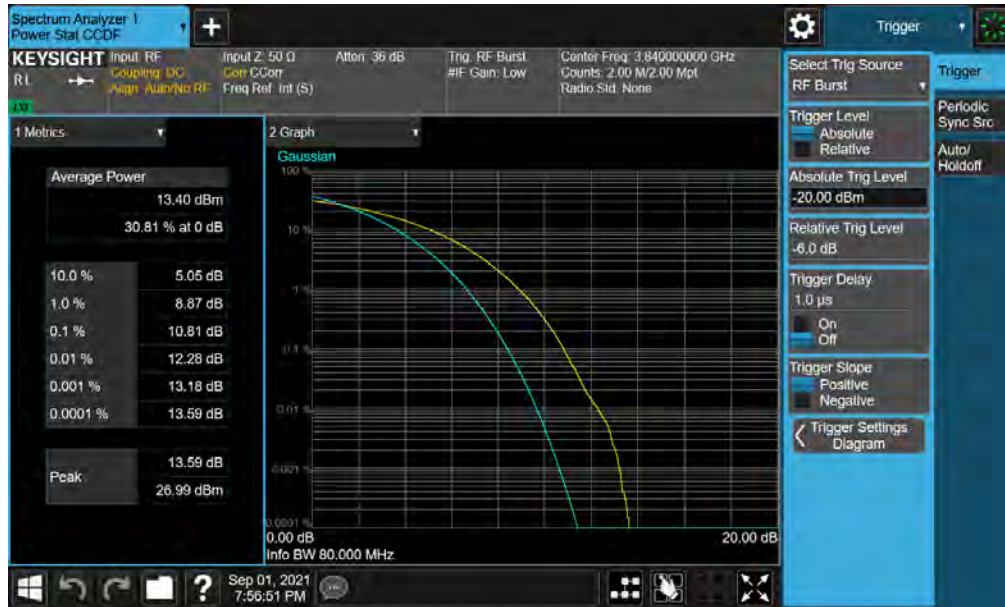 Spectrum Analyzer 1
Power Stat CCDF
Trigger
KEYSIGHT
RL
Input: RF
Coupling: DC
Align: Auto/No RF
Input Z: 50 Ω
Corr CCorr
Freq Ref: Int (S)
Atten: 36 dB
Trig: RF Burst
#IF Gain: Low
Center Freq: 3.840000000 GHz
Counts: 2.00 M/2.00 Mpt
Radio Std: None
1 Metrics
Average Power
13.40 dBm
30.81 % at 0 dB
10.0 % 5.05 dB
1.0 % 8.87 dB
0.1 % 10.81 dB
0.01 % 12.28 dB
0.001 % 13.18 dB
0.0001 % 13.59 dB
Peak
13.59 dB
26.99 dBm
2 Graph
Gaussian
100 %
10 %
1 %
0.1 %
0.01 %
0.001 %
0.0001 %
0.00 dB
20.00 dB
Info BW 80.000 MHz
Select Trig Source
RF Burst
Trigger Level
Absolute
Relative
Absolute Trig Level
-20.00 dBm
Relative Trig Level
-6.0 dB
Trigger Delay
1.0 µs
On
Off
Trigger Slope
Positive
Negative
Trigger Settings
Diagram
Trigger
Periodic
Sync Src
Auto/
Holdoff
Sep 01, 2021
7:56:51 PM